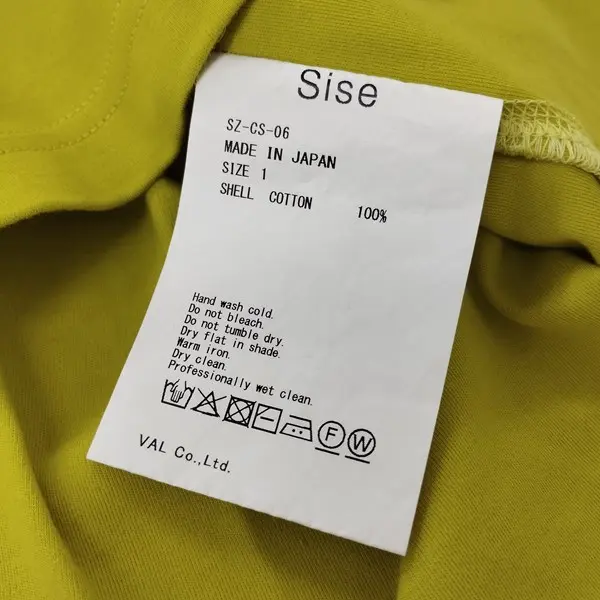 Sise
SZ-CS-06
MADE IN JAPAN
SIZE 1
SHELL COTTON 100%
Hand wash cold.
Do not bleach.
Do not tumble dry.
Dry flat in shade.
Warm iron.
Dry clean.
Professionally wet clean.
F W
VAL Co.,Ltd.